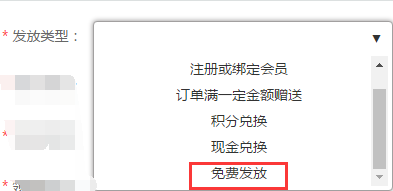 * 发放类型：
▼
注册或绑定会员
订单满一定金额赠送
积分兑换
*
现金兑换
免费发放
*